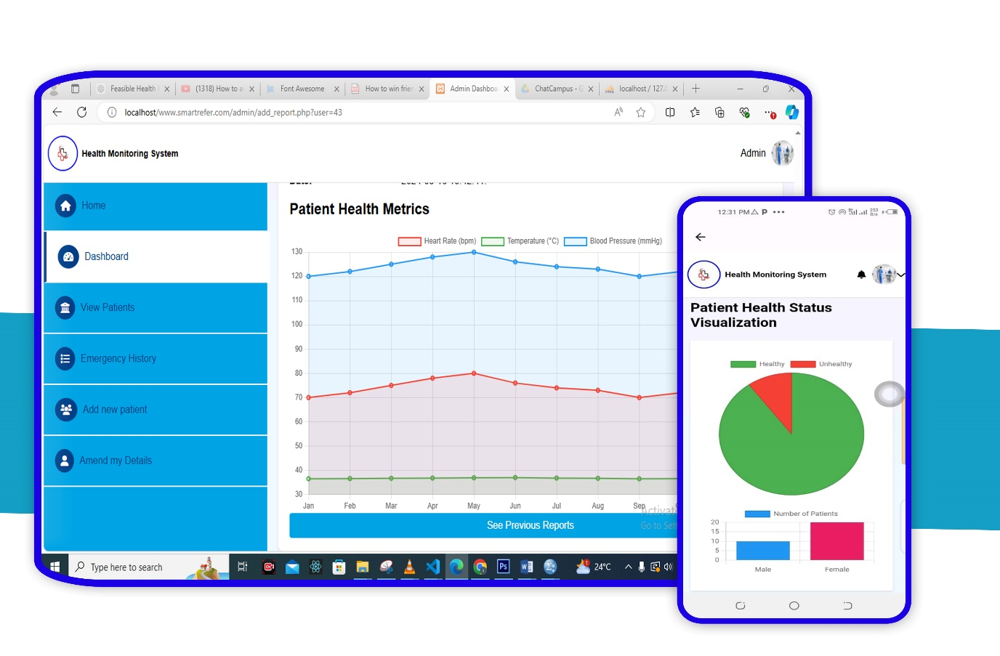 Feasible Health
(1318) How to a
Font Awesome
How to win frien
Admin Dashboa
ChatCampus - G
localhost / 127.0
localhost/www.smartrefer.com/admin/add_report.php?user=43
Health Monitoring System
Admin
Home
Dashboard
View Patients
Emergency History
Add new patient
Amend my Details
Patient Health Metrics
Heart Rate (bpm) Temperature (°C) Blood Pressure (mmHg)
130
120
110
100
90
80
70
60
50
40
30
Jan Feb Mar Apr May Jun Jul Aug Sep
See Previous Reports
Activat
Go to Set
Type here to search
24°C
12:31 PM
Health Monitoring System
Patient Health Status
Visualization
Healthy Unhealthy
Number of Patients
20
15
10
5
0
Male Female